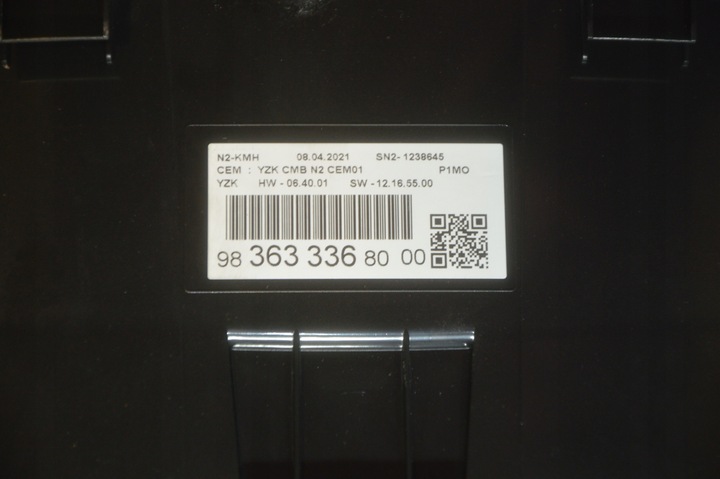 N2-KMH 08.04.2021 SN2- 1238645
CEM : YZK CMB N2 CEM01 P1MO
YZK HW - 06.40.01 SW -12.16.55.00
98 363 336 80 00